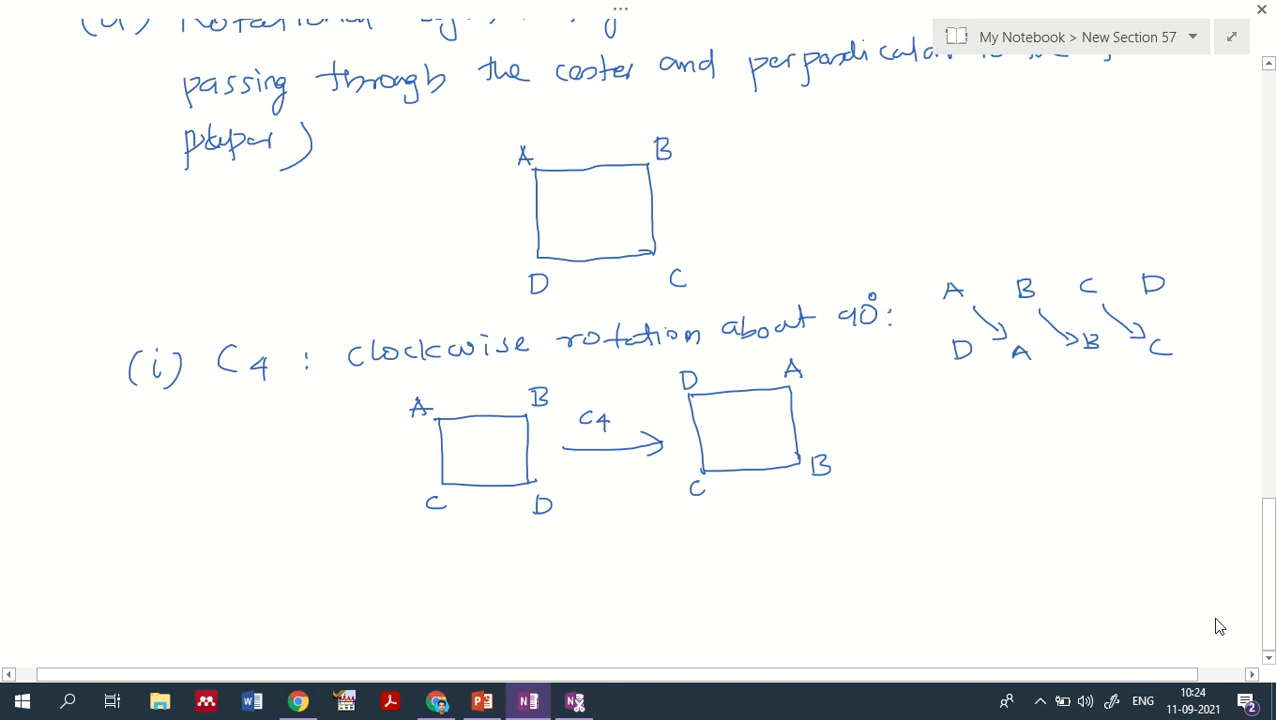 My Notebook > New Section 57
passing through the center and perpendicular
A B
D C
(i) C4 : clockwise rotation about 90°:
A B C D
D A B C
A B C4 D A
C D C B
ENG
10:24
11-09-2021
2